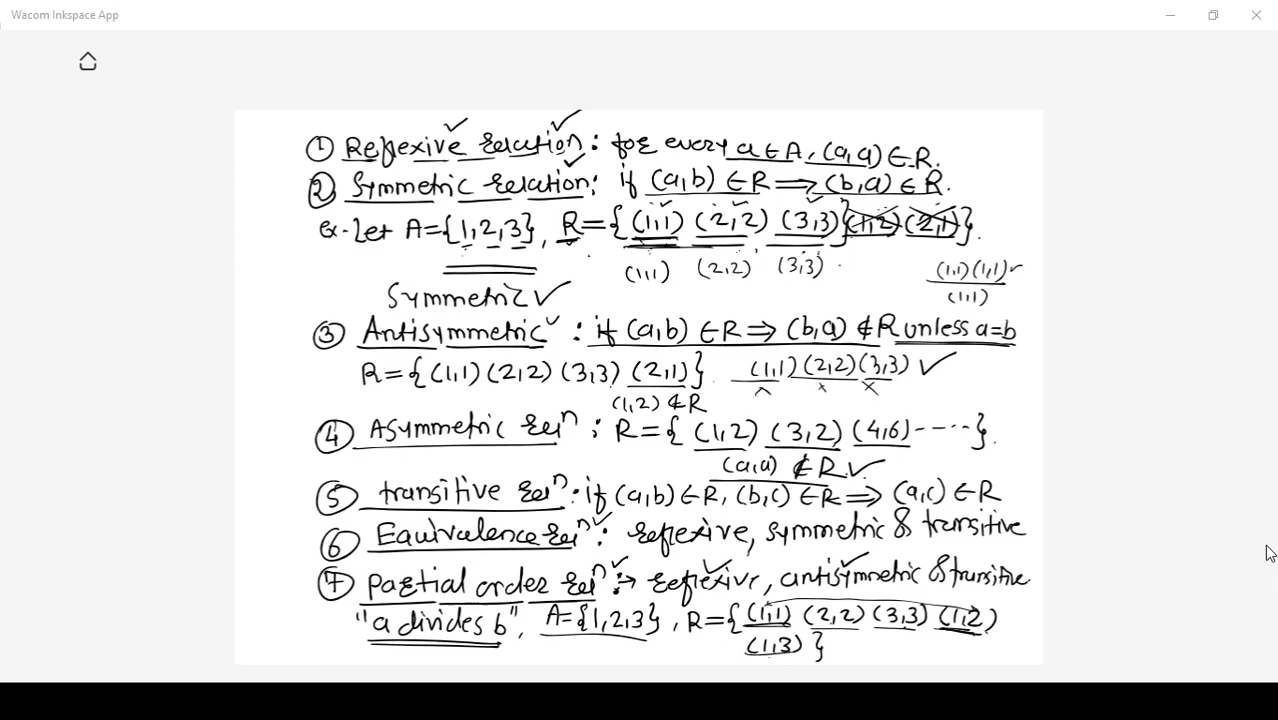 Wacom Inkspace App
① Reflexive relation: for every a∈A, (a,a)∈R.
② Symmetric relation: if (a,b)∈R ⟹ (b,a)∈R.
ex- let A={1,2,3}, R={(1,1) (2,2) (3,3)}(1,2)(2,1)}.
(1,1) (2,2) (3,3) (1,1)(1,1)✓
(1,1)
Symmetric ✓
③ Antisymmetric: if (a,b)∈R ⟹ (b,a)∉R unless a=b
R={(1,1) (2,2) (3,3) (2,1)} (1,1)(2,2)(3,3) ✓
(1,2)∉R
④ Asymmetric relⁿ: R={(1,2) (3,2) (4,6)-----}.
(a,a)∉R ✓
⑤ transitive relⁿ: if (a,b)∈R, (b,c)∈R ⟹ (a,c)∈R
⑥ Equivalence relⁿ: reflexive, symmetric & transitive
⑦ Partial order relⁿ: → reflexive, antisymmetric & transitive.
"a divides b", A={1,2,3}, R={(1,1) (2,2) (3,3) (1,2)
(1,3)}